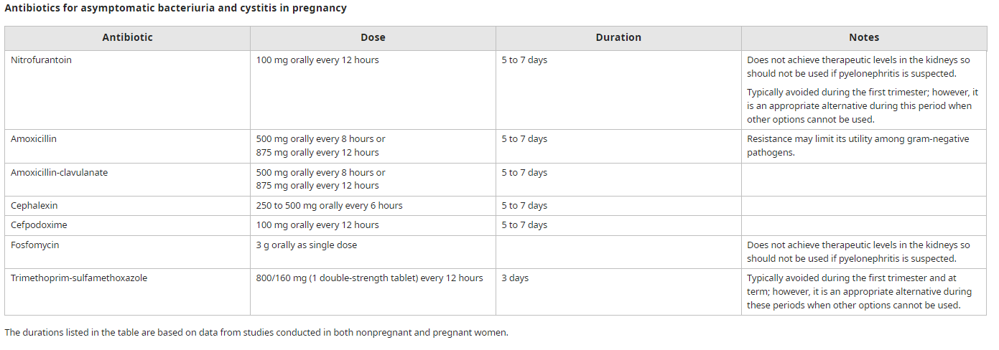 Antibiotics for asymptomatic bacteriuria and cystitis in pregnancy
Antibiotic Dose Duration Notes
Nitrofurantoin 100 mg orally every 12 hours 5 to 7 days Does not achieve therapeutic levels in the kidneys so
should not be used if pyelonephritis is suspected.
Typically avoided during the first trimester; however, it
is an appropriate alternative during this period when
other options cannot be used.
Amoxicillin 500 mg orally every 8 hours or 5 to 7 days Resistance may limit its utility among gram-negative
875 mg orally every 12 hours pathogens.
Amoxicillin-clavulanate 500 mg orally every 8 hours or 5 to 7 days
875 mg orally every 12 hours
Cephalexin 250 to 500 mg orally every 6 hours 5 to 7 days
Cefpodoxime 100 mg orally every 12 hours 5 to 7 days
Fosfomycin 3 g orally as single dose Does not achieve therapeutic levels in the kidneys so
should not be used if pyelonephritis is suspected.
Trimethoprim-sulfamethoxazole 800/160 mg (1 double-strength tablet) every 12 hours 3 days Typically avoided during the first trimester and at
term; however, it is an appropriate alternative during
these periods when other options cannot be used.
The durations listed in the table are based on data from studies conducted in both nonpregnant and pregnant women.